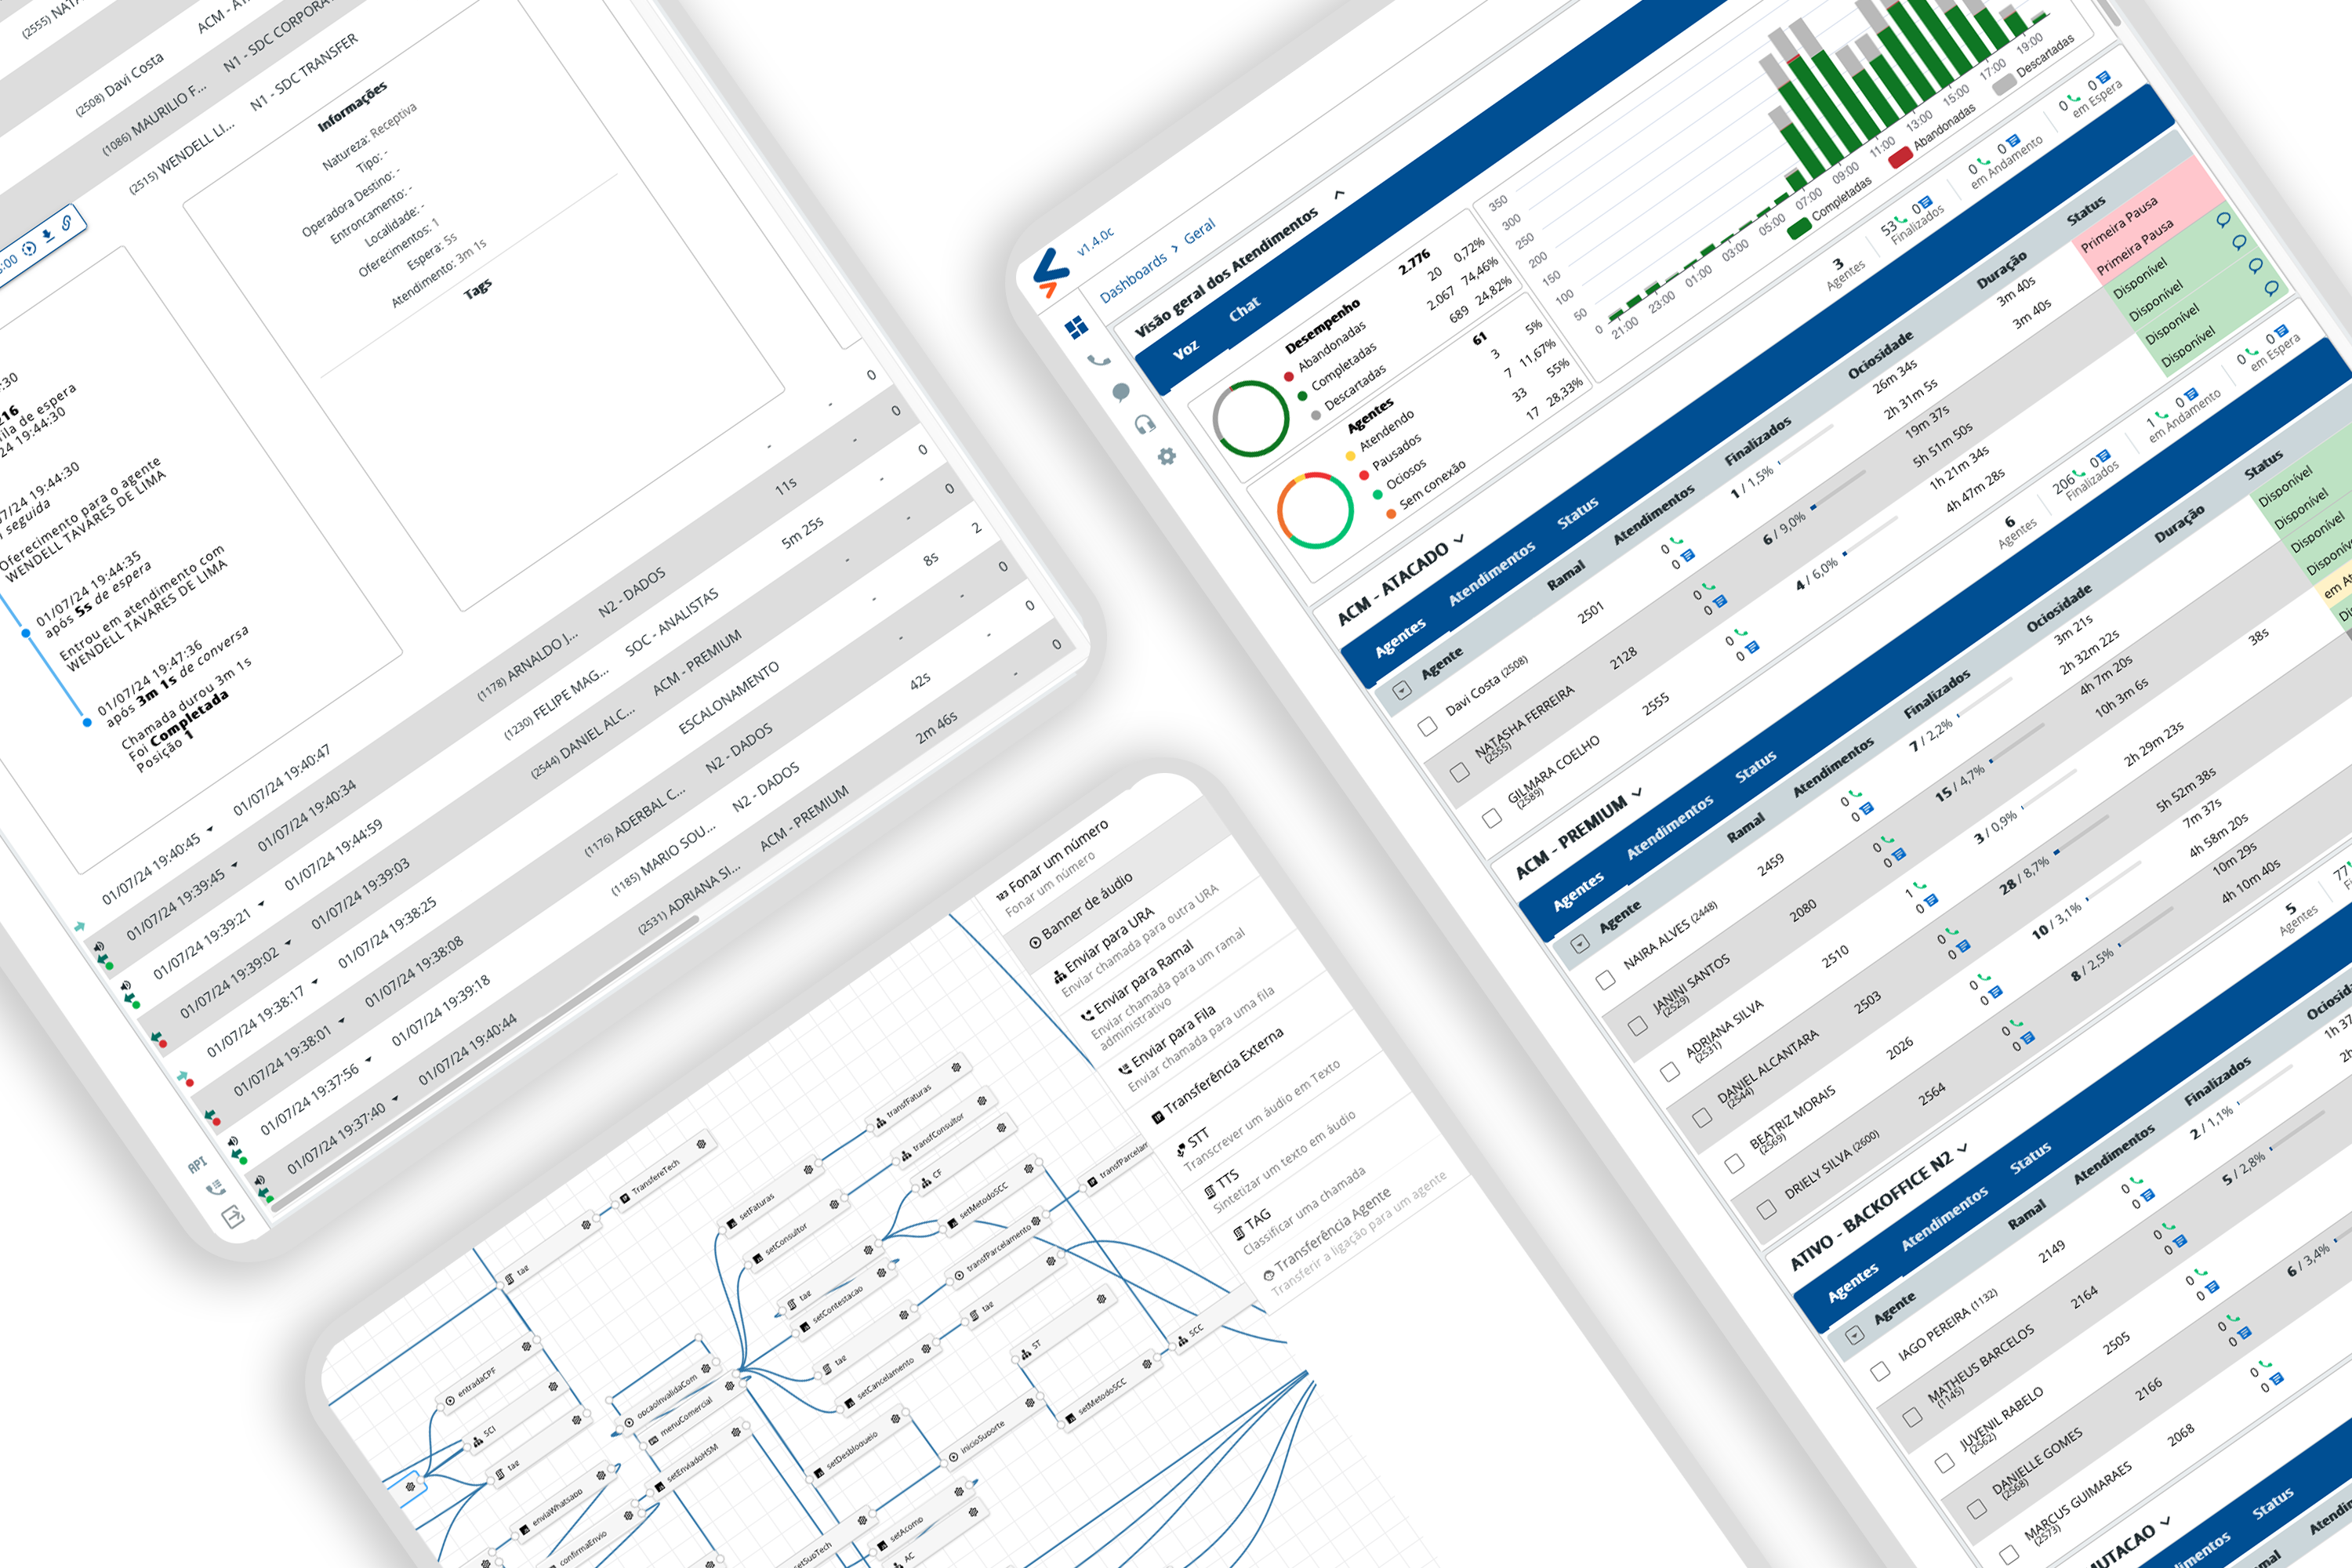 (2508) Davi Costa
(1086) MAURILIO F...
N1 - SDC CORPORA
(2515) WENDELL LI...
N1 - SDC TRANSFER
Informações
Natureza: Receptiva
Tipo: -
Operadora Destino: -
Entroncamento: -
Localidade: -
Oferecimentos: 1
Espera: 5s
Atendimento: 3m 1s
Tags
Oferecimento para o agente
WENDELL TAVARES DE LIMA
01/07/24 19:44:35
após 5s de espera
Entrou em atendimento com
WENDELL TAVARES DE LIMA
01/07/24 19:47:36
após 3m 1s de conversa
Chamada durou 3m 1s
Foi Completada
Posição 1
01/07/24 19:40:45
01/07/24 19:40:47
(1178) ARNALDO J...
N2 - DADOS
11s
-
0
01/07/24 19:39:45
01/07/24 19:40:34
(1230) FELIPE MAG...
SOC - ANALISTAS
5m 25s
-
0
01/07/24 19:39:21
01/07/24 19:44:59
(2544) DANIEL ALC...
ACM - PREMIUM
-
0
01/07/24 19:39:02
01/07/24 19:39:03
ESCALONAMENTO
-
8s
2
01/07/24 19:38:17
01/07/24 19:38:25
(1176) ADERBAL C...
N2 - DADOS
-
0
01/07/24 19:38:01
01/07/24 19:38:08
(1185) MARIO SOU...
N2 - DADOS
42s
-
0
01/07/24 19:37:56
01/07/24 19:39:18
(2531) ADRIANA SI...
ACM - PREMIUM
2m 46s
-
0
01/07/24 19:37:40
01/07/24 19:40:44
API
v1.4.0c
Dashboards > Geral
Visão geral dos Atendimentos
Voz
Chat
Desempenho 2.776
Abandonadas 20 0,72%
Completadas 2.067 74,46%
Descartadas 689 24,82%
Agentes 61
Atendendo 3 5%
Pausados 7 11,67%
Ociosos 33 55%
Sem conexão 17 28,33%
350
300
250
200
150
100
50
0
21:00 23:00 01:00 03:00 05:00 07:00 09:00 11:00 13:00 15:00 17:00 19:00
Completadas Abandonadas Descartadas
ACM - ATACADO
3 Agentes
53 0 Finalizados
0 0 em Andamento
0 0 em Espera
Agentes Atendimentos Status
Agente Ramal Atendimentos Finalizados Ociosidade Duração Status
Davi Costa (2508) 2501 0 0 1 / 1,5% 26m 34s 3m 40s Primeira Pausa
2h 31m 5s 3m 40s Primeira Pausa
NATASHA FERREIRA (2555) 2128 0 0 6 / 9,0% 19m 37s Disponível
5h 51m 50s Disponível
GILMARA COELHO (2589) 2555 0 0 4 / 6,0% 1h 21m 34s Disponível
4h 47m 28s Disponível
ACM - PREMIUM
6 Agentes
206 0 Finalizados
1 0 em Andamento
0 0 em Espera
Agentes Atendimentos Status
Agente Ramal Atendimentos Finalizados Ociosidade Duração Status
NAIRA ALVES (2448) 2459 0 0 7 / 2,2% 3m 21s Disponível
2h 32m 22s Disponível
JANINI SANTOS (2529) 2080 0 0 15 / 4,7% 4h 7m 20s Disponível
10h 3m 6s
ADRIANA SILVA (2531) 2510 1 0 3 / 0,9% 2h 29m 23s 38s
DANIEL ALCANTARA (2544) 2503 0 0 28 / 8,7% 5h 52m 38s
7m 37s
BEATRIZ MORAIS (2569) 2026 0 0 10 / 3,1% 4h 58m 20s
10m 29s
DRIELY SILVA (2600) 2564 0 0 8 / 2,5% 4h 10m 40s
ATIVO - BACKOFFICE N2
5 Agentes
Agentes Atendimentos Status
Agente Ramal Atendimentos Finalizados
IAGO PEREIRA (1132) 2149 0 0 2 / 1,1%
MATHEUS BARCELOS (1145) 2164 0 0 5 / 2,8%
JUVENIL RABELO (2562) 2505 0 0 6 / 3,4%
DANIELLE GOMES (2568) 2166 0 0
MARCUS GUIMARAES (2573) 2068 0 0
Status
123 Fonar um número
Fonar um número
Banner de áudio
Enviar para URA
Enviar chamada para outra URA
Enviar para Ramal
Enviar chamada para um ramal
administrativo
Enviar para Fila
Enviar chamada para uma fila
Transferência Externa
STT
Transcrever um áudio em Texto
TTS
Sintetizar um texto em áudio
TAG
Classificar uma chamada
Transferência Agente
Transferir a ligação para um agente
TransfereTech
tag
transfFaturas
setFaturas
transfConsultor
setConsultor
CF
setMetodoSCC
tag
transfParcelamento
setContestacao
tag
tag
setCancelamento
ST
SCC
setMetodoSCC
entradaCPF
SCI
tag
opcaoInvalidaCom
menuComercial
setEnviadoHSM
enviaWhatsapp
confirmaEnvio
setDesbloqueio
inicioSuporte
setSupTech
setAcomp
AC